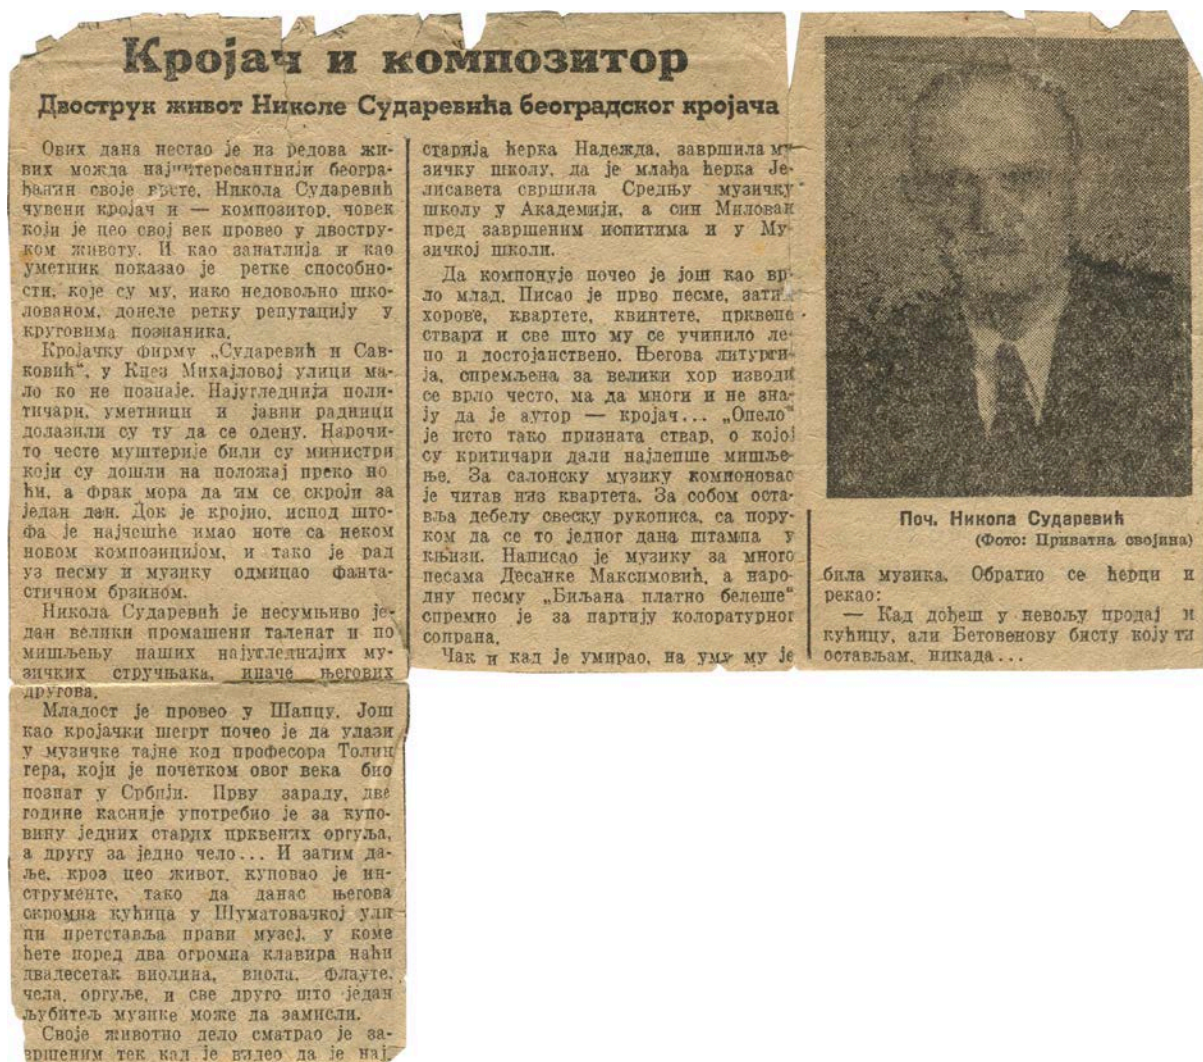 Кројач и композитор
Двострук живот Николе Сударевића београдског кројача
Ових дана нестао је из редова жи-
вих можда најинтересантнији београ-
ђанин своје врсте, Никола Сударевић
чувени кројач и — композитор, човек
који је цео свој век провео у двостру-
ком животу. И као занатлија и као
уметник показао је ретке способно-
сти, које су му, иако недовољно шко-
лованом, донеле ретку репутацију у
круговима познаника.
Кројачку фирму „Сударевић и Сав-
ковић“, у Кнез Михајловој улици ма-
ло ко не познаје. Најугледнији поли-
тичари, уметници и јавни радници
долазили су ту да се одену. Нарочи-
то честе муштерије били су министри
који су дошли на положај преко но
ћи, а фрак мора да им се скроји за
један дан. Док је кројио, испод што-
фа је најчешће имао ноте са неком
новом композицијом, и тако је рад
уз песму и музику одмицао фанта-
стичном брзином.
Никола Сударевић је несумњиво је-
дан велики промашени таленат и по
мишљењу наших најугледнијих му-
зичких стручњака, иначе његових
другова.
Младост је провео у Шапцу. Још
као кројачки шегрт почео је да улази
у музичке тајне код професора Толин
гера, који је почетком овог века био
познат у Србији. Прву зараду, две
године касније употребио је за купо-
вину једних старих црквених оргуља,
а другу за једно чело... И затим да-
ље, кроз цео живот, куповао је ин-
струменте, тако да данас његова
скромна кућица у Шуматовачкој ули
ци претставља прави музеј, у коме
ћете поред два огромна клавира наћи
двадесетак виолина, виола, флауте,
чела, оргуље, и све друго што један
љубитељ музике може да замисли.
Своје животно дело сматрао је за-
вршеним тек кад је видео да је нај
старија ћерка Надежда, завршила му
зичку школу, да је млађа ћерка Је-
лисавета свршила Средњу музичку
школу у Академији, а син Милован
пред завршеним испитима и у Му-
зичкој школи.
Да компонује почео је још као вр-
ло млад. Писао је прво песме, затим
хорове, квартете, квинтете, црквене
ствари и све што му се учинило ле-
по и достојанствено. Његова литурги-
ја, спремљена за велики хор изводи
се врло често, ма да многи и не зна-
ју да је аутор — кројач... „Опело“
је исто тако призната ствар, о којој
су критичари дали најлепше мишље-
ње. За салонску музику компоновао
је читав низ квартета. За собом оста-
вља дебелу свеску рукописа, са пору-
ком да се то једног дана штампа у
књизи. Написао је музику за много
песама Десанке Максимовић, а наро-
дну песму „Биљана платно белеше“
спремио је за партију колоратурног
сопрана.
Чак и кад је умирао, на уму му је
Поч. Никола Сударевић
(Фото: Приватна својина)
била музика. Обратио се ћерци и
рекао:
— Кад дођеш у невољу продај и
кућицу, али Бетовенову бисту коју ти
остављам, никада...